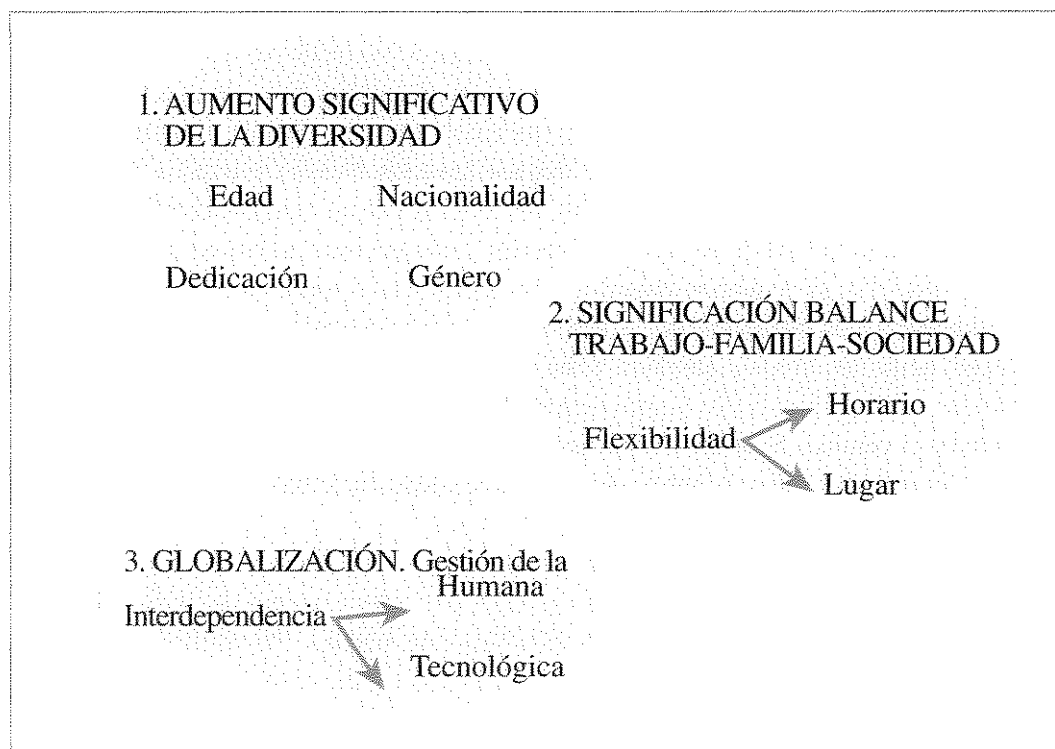 1. AUMENTO SIGNIFICATIVO
DE LA DIVERSIDAD
Edad Nacionalidad
Dedicación Género
2. SIGNIFICACIÓN BALANCE
TRABAJO-FAMILIA-SOCIEDAD
Horario
Flexibilidad
Lugar
3. GLOBALIZACIÓN. Gestión de la
Humana
Interdependencia
Tecnológica